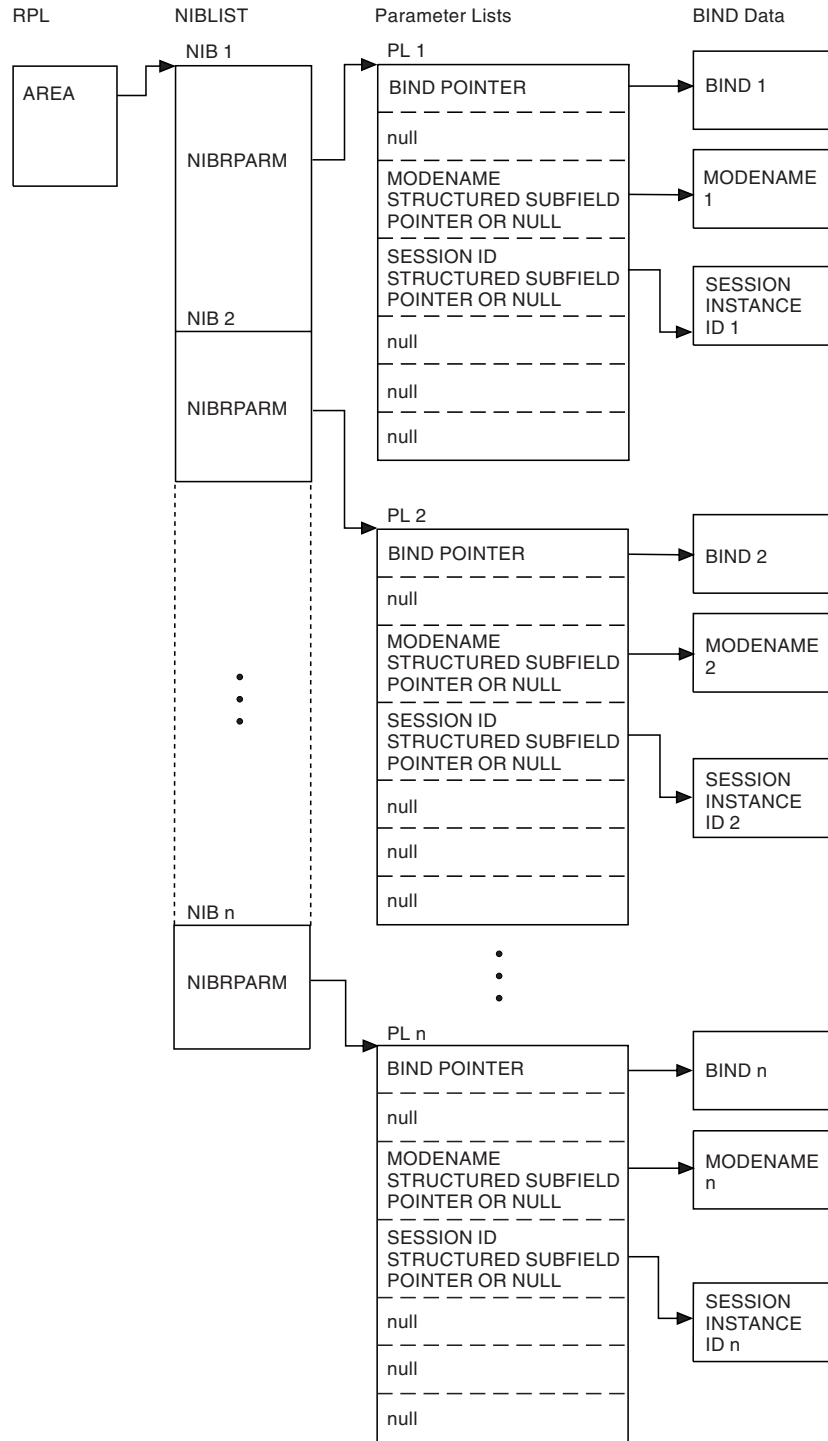 RPL
NIBLIST
Parameter Lists
BIND Data
AREA
NIB 1
NIBRPARM
PL 1
BIND POINTER
null
MODENAME
STRUCTURED SUBFIELD
POINTER OR NULL
SESSION ID
STRUCTURED SUBFIELD
POINTER OR NULL
null
null
null
BIND 1
MODENAME
1
SESSION
INSTANCE
ID 1
NIB 2
NIBRPARM
PL 2
BIND POINTER
null
MODENAME
STRUCTURED SUBFIELD
POINTER OR NULL
SESSION ID
STRUCTURED SUBFIELD
POINTER OR NULL
null
null
null
BIND 2
MODENAME
2
SESSION
INSTANCE
ID 2
NIB n
NIBRPARM
PL n
BIND POINTER
null
MODENAME
STRUCTURED SUBFIELD
POINTER OR NULL
SESSION ID
STRUCTURED SUBFIELD
POINTER OR NULL
null
null
null
BIND n
MODENAME
n
SESSION
INSTANCE
ID n